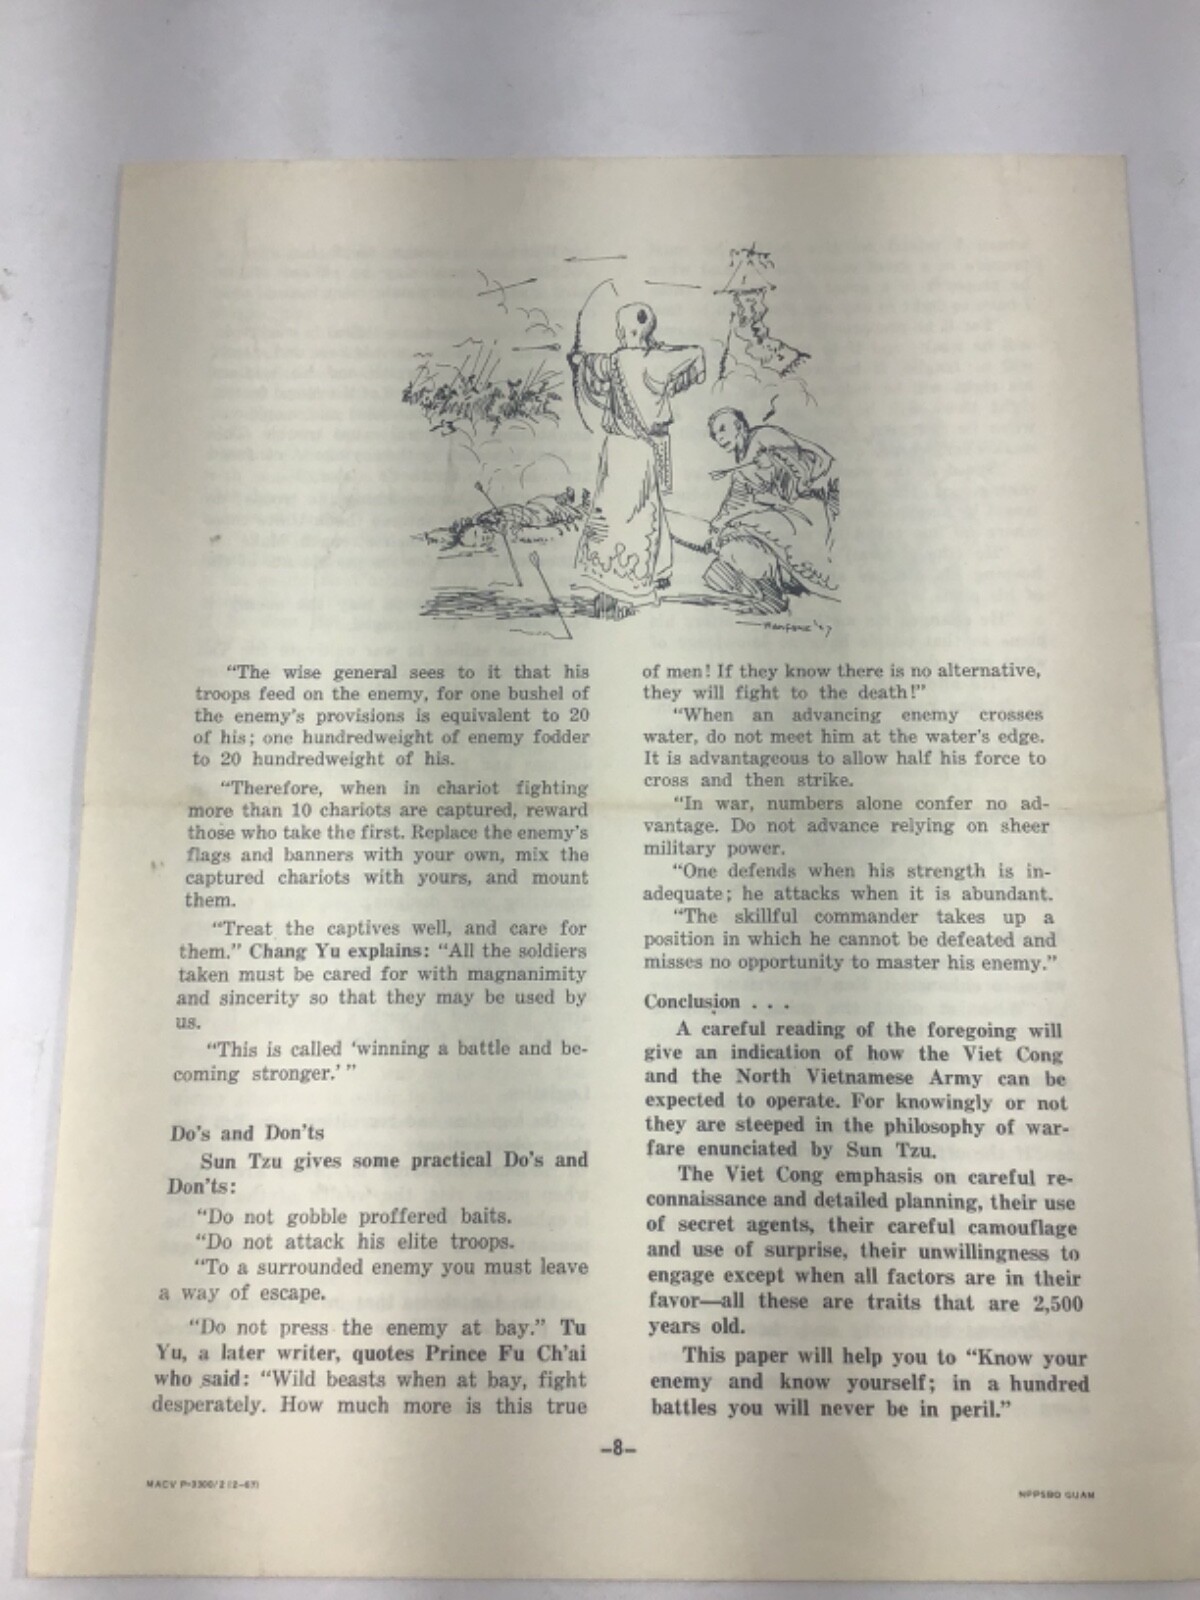 “The wise general sees to it that his
troops feed on the enemy, for one bushel of
the enemy’s provisions is equivalent to 20
of his; one hundredweight of enemy fodder
to 20 hundredweight of his.
“Therefore, when in chariot fighting
more than 10 chariots are captured, reward
those who take the first. Replace the enemy’s
flags and banners with your own, mix the
captured chariots with yours, and mount
them.
“Treat the captives well, and care for
them.” Chang Yu explains: “All the soldiers
taken must be cared for with magnanimity
and sincerity so that they may be used by
us.
“This is called ‘winning a battle and be-
coming stronger.’ ”
Do’s and Don’ts
Sun Tzu gives some practical Do’s and
Don’ts:
“Do not gobble proffered baits.
“Do not attack his elite troops.
“To a surrounded enemy you must leave
a way of escape.
“Do not press the enemy at bay.” Tu
Yu, a later writer, quotes Prince Fu Ch’ai
who said: “Wild beasts when at bay, fight
desperately. How much more is this true
of men! If they know there is no alternative,
they will fight to the death!”
“When an advancing enemy crosses
water, do not meet him at the water’s edge.
It is advantageous to allow half his force to
cross and then strike.
“In war, numbers alone confer no ad-
vantage. Do not advance relying on sheer
military power.
“One defends when his strength is in-
adequate; he attacks when it is abundant.
“The skillful commander takes up a
position in which he cannot be defeated and
misses no opportunity to master his enemy.”
Conclusion . . .
A careful reading of the foregoing will
give an indication of how the Viet Cong
and the North Vietnamese Army can be
expected to operate. For knowingly or not
they are steeped in the philosophy of war-
fare enunciated by Sun Tzu.
The Viet Cong emphasis on careful re-
connaissance and detailed planning, their use
of secret agents, their careful camouflage
and use of surprise, their unwillingness to
engage except when all factors are in their
favor—all these are traits that are 2,500
years old.
This paper will help you to “Know your
enemy and know yourself; in a hundred
battles you will never be in peril.”
–8–
MACV P-3300/2 (2-67)
NPPSBO GUAM